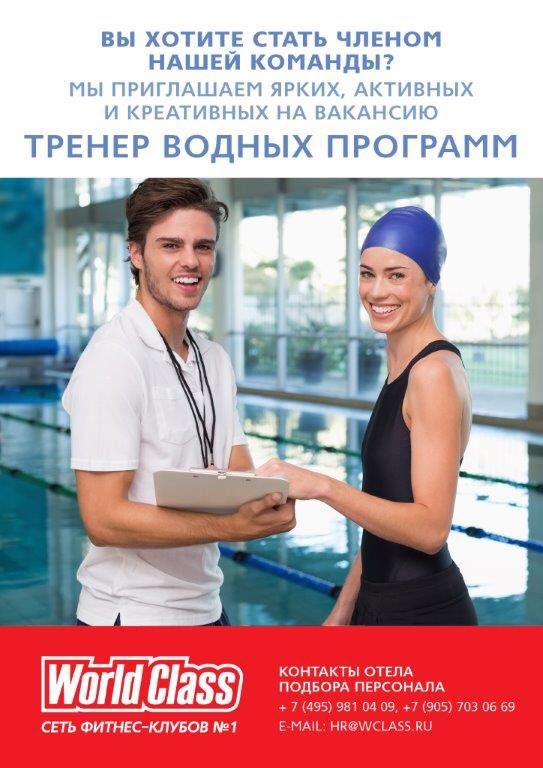 ВЫ ХОТИТЕ СТАТЬ ЧЛЕНОМ
НАШЕЙ КОМАНДЫ?
МЫ ПРИГЛАШАЕМ ЯРКИХ, АКТИВНЫХ
И КРЕАТИВНЫХ НА ВАКАНСИЮ
ТРЕНЕР ВОДНЫХ ПРОГРАММ
World Class
СЕТЬ ФИТНЕС-КЛУБОВ №1
КОНТАКТЫ ОТЕЛА
ПОДБОРА ПЕРСОНАЛА
+ 7 (495) 981 04 09, +7 (905) 703 06 69
E-MAIL: HR@WCLASS.RU